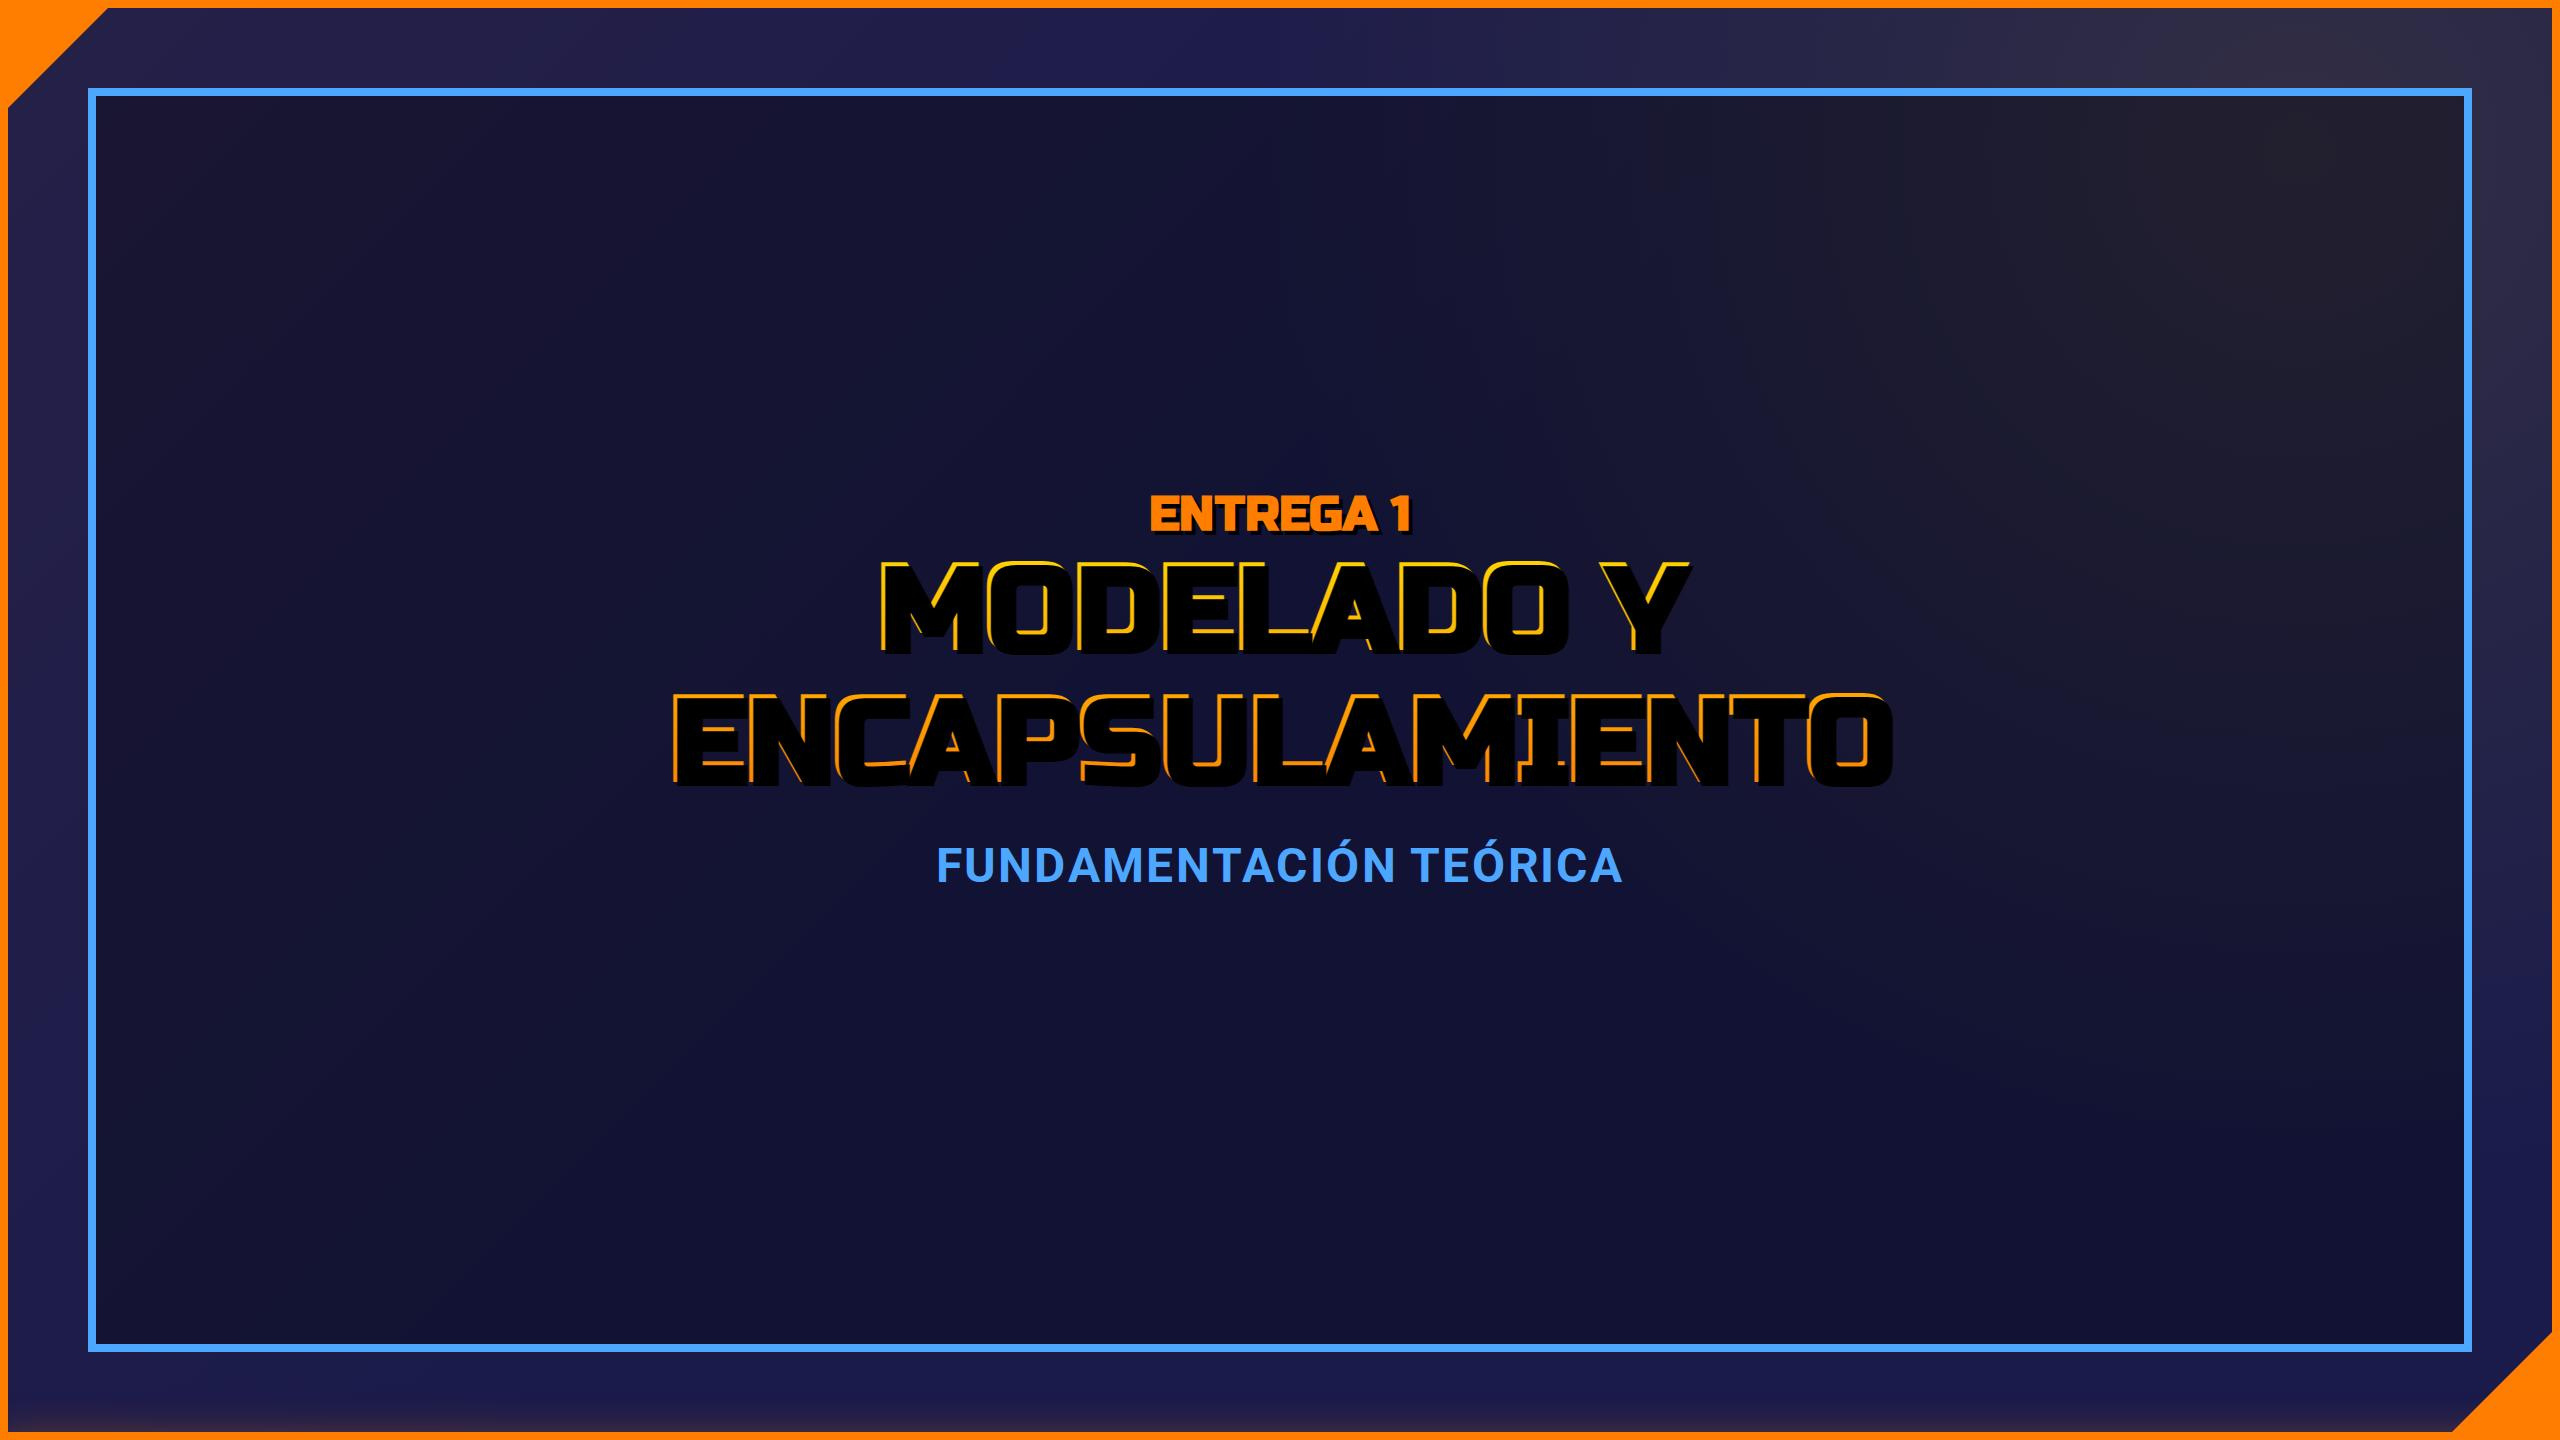 ENTREGA 1
MODELADO Y
ENCAPSULAMIENTO
FUNDAMENTACIÓN TEÓRICA